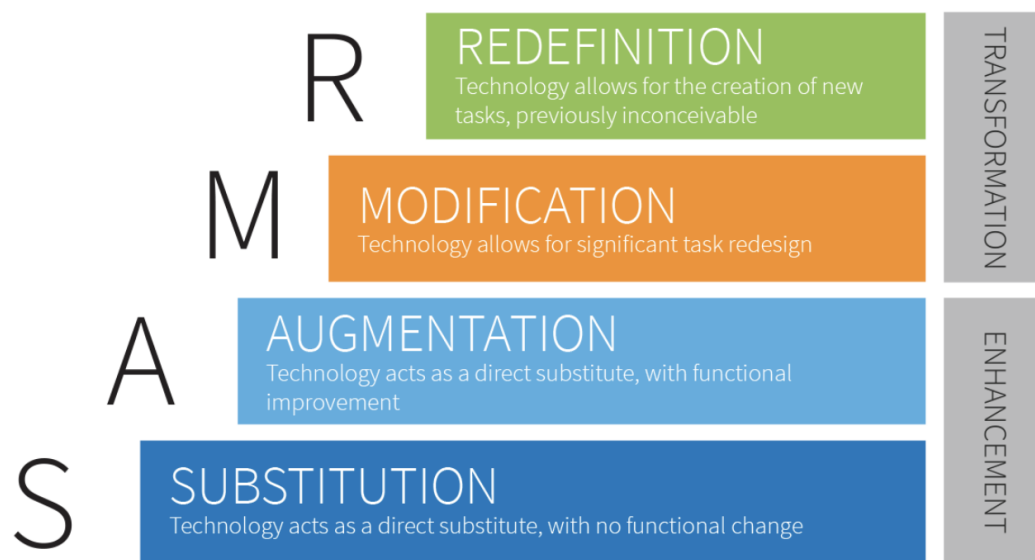 R
REDEFINITION
Technology allows for the creation of new
tasks, previously inconceivable
M
MODIFICATION
Technology allows for significant task redesign
TRANSFORMATION
A
AUGMENTATION
Technology acts as a direct substitute, with functional
improvement
S
SUBSTITUTION
Technology acts as a direct substitute, with no functional change
ENHANCEMENT